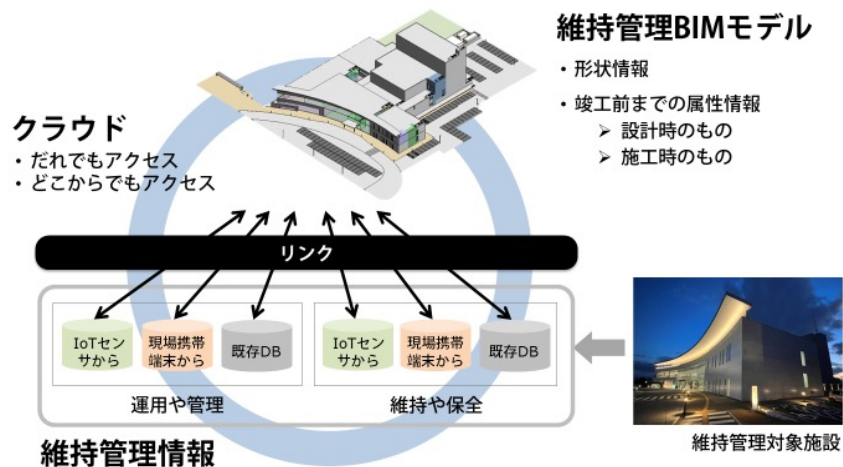 維持管理BIMモデル
・形状情報
・竣工前までの属性情報
➢ 設計時のもの
➢ 施工時のもの
クラウド
・だれでもアクセス
・どこからでもアクセス
リンク
IoTセン
サから
現場携帯
端末から
既存DB
IoTセン
サから
現場携帯
端末から
既存DB
運用や管理
維持や保全
維持管理情報
維持管理対象施設